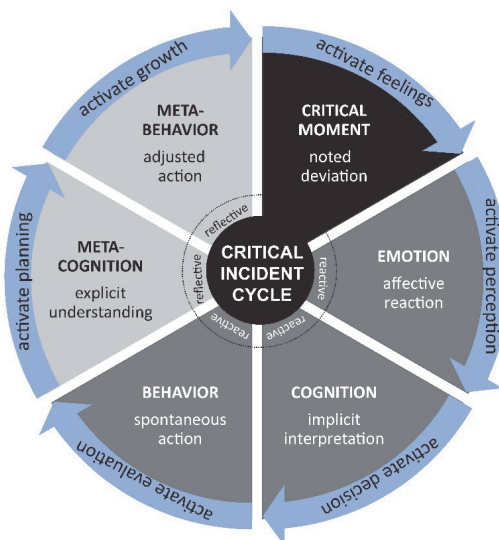 activate growth
activate feelings
META-
BEHAVIOR
adjusted
action
CRITICAL
MOMENT
noted
deviation
activate planning
activate perception
META-
COGNITION
explicit
understanding
reflective
reflective
CRITICAL
INCIDENT
CYCLE
reactive
reactive
reactive
EMOTION
affective
reaction
BEHAVIOR
spontaneous
action
COGNITION
implicit
interpretation
activate evaluation
activate decision